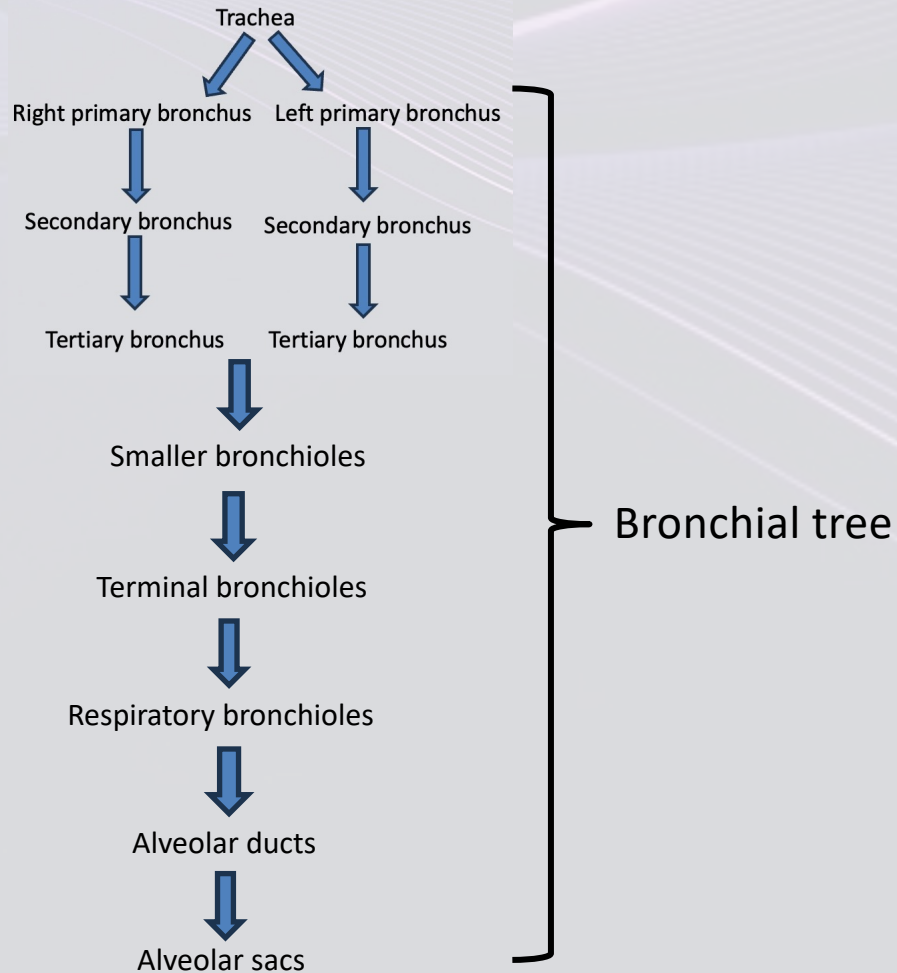 Trachea
Right primary bronchus
Left primary bronchus
Secondary bronchus
Secondary bronchus
Tertiary bronchus
Tertiary bronchus
Smaller bronchioles
Bronchial tree
Terminal bronchioles
Respiratory bronchioles
Alveolar ducts
Alveolar sacs